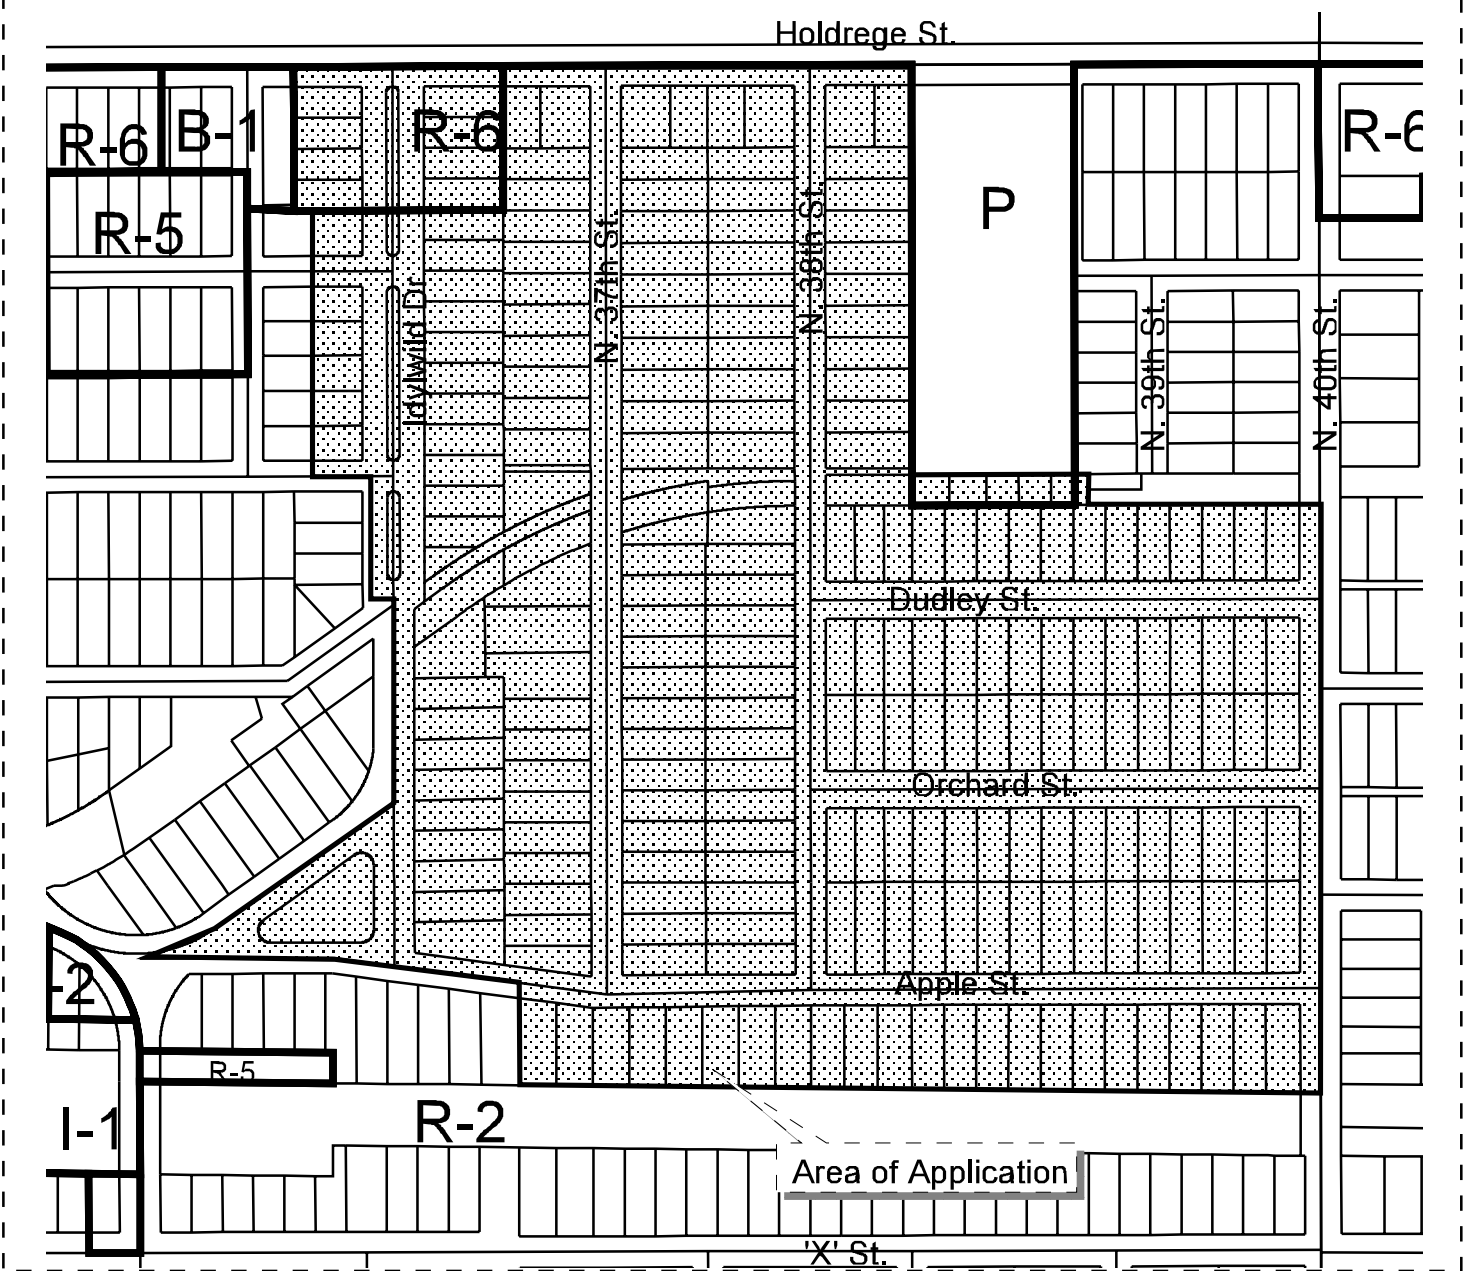 Holdrege St.
R-6
B-1
R-6
R-6
R-5
P
N. 37th St.
N. 38th St.
Idylwild Dr.
N. 39th St.
N. 40th St.
Dudley St.
Orchard St.
-2
Apple St.
R-5
I-1
R-2
Area of Application
'X' St.